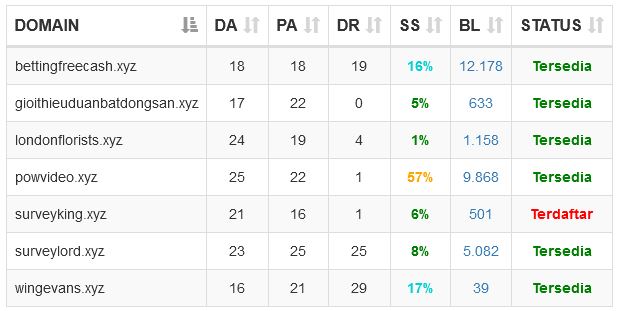 DOMAIN DA PA DR SS BL STATUS
bettingfreecash.xyz 18 18 19 16% 12.178 Tersedia
gioithieuduanbatdongsan.xyz 17 22 0 5% 633 Tersedia
londonflorists.xyz 24 19 4 1% 1.158 Tersedia
powvideo.xyz 25 22 1 57% 9.868 Tersedia
surveyking.xyz 21 16 1 6% 501 Terdaftar
surveylord.xyz 23 25 25 8% 5.082 Tersedia
wingevans.xyz 16 21 29 17% 39 Tersedia